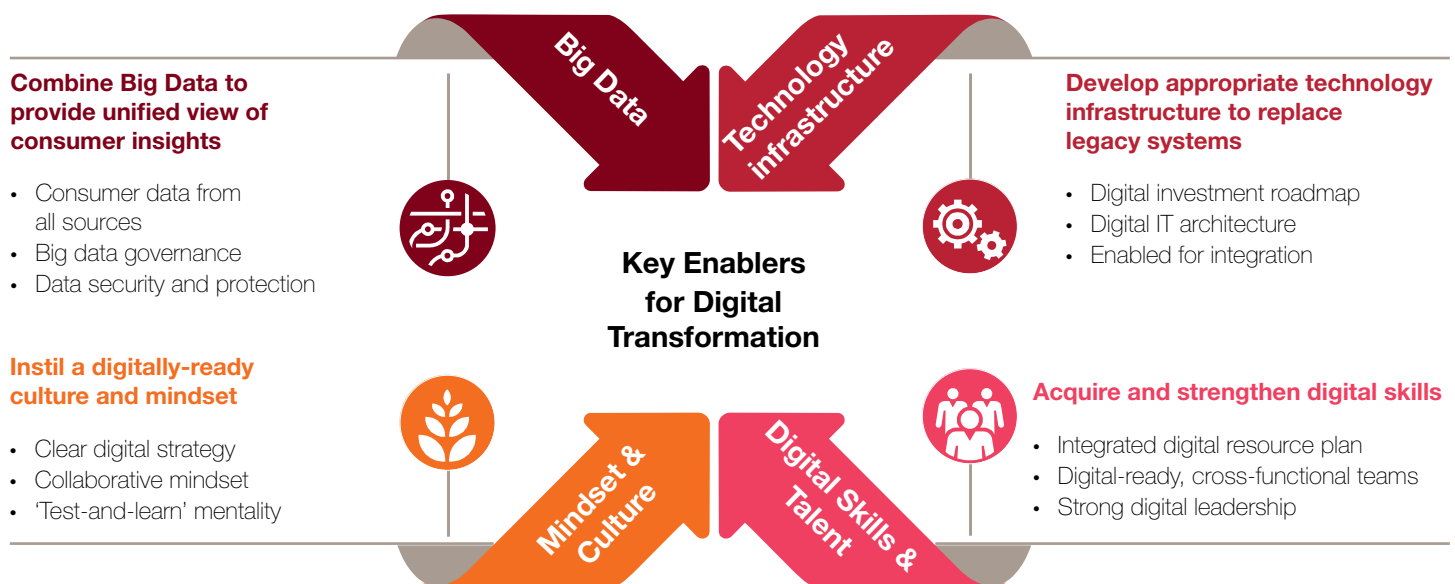 Big Data
Technology
infrastructure
Combine Big Data to
provide unified view of
consumer insights
• Consumer data from
all sources
• Big data governance
• Data security and protection
Develop appropriate technology
infrastructure to replace
legacy systems
• Digital investment roadmap
• Digital IT architecture
• Enabled for integration
Key Enablers
for Digital
Transformation
Instil a digitally-ready
culture and mindset
• Clear digital strategy
• Collaborative mindset
• ‘Test-and-learn’ mentality
Acquire and strengthen digital skills
• Integrated digital resource plan
• Digital-ready, cross-functional teams
• Strong digital leadership
Mindset &
Culture
Digital Skills &
Talent